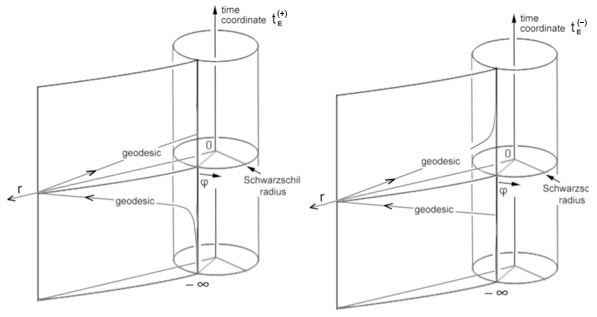 time
coordinate t_E^(+)
0
geodesic
r
φ
Schwarzschil
radius
geodesic
- ∞
time
coordinate t_E^(-)
0
geodesic
r
φ
Schwarzsc
radius
geodesic
- ∞